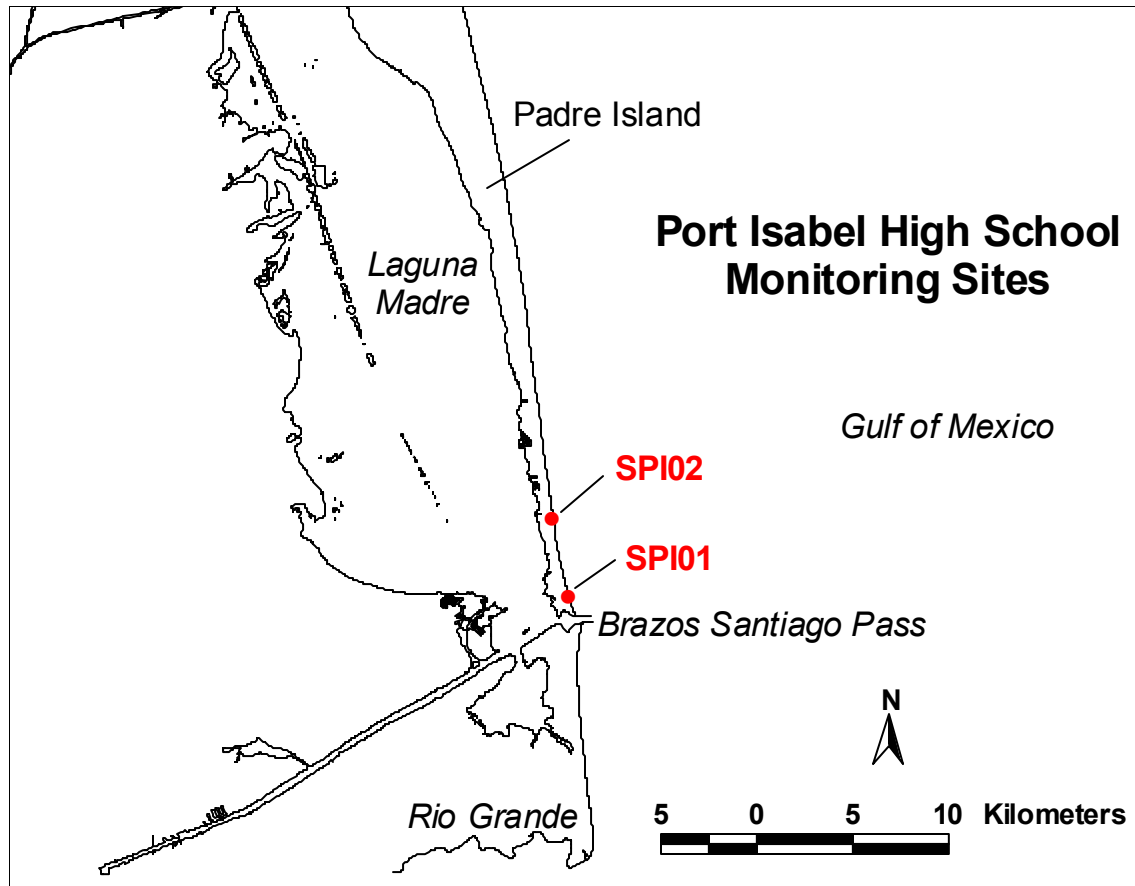 Padre Island
Port Isabel High School
Monitoring Sites
Laguna
Madre
Gulf of Mexico
SPI02
SPI01
Brazos Santiago Pass
N
Rio Grande
5 0 5 10 Kilometers